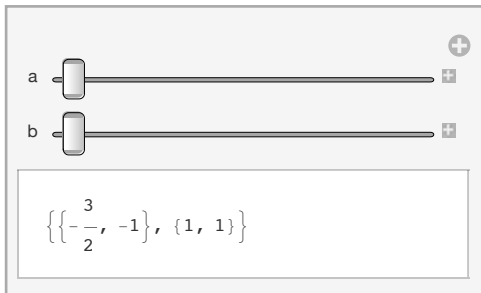 a
b
{{-3/2, -1}, {1, 1}}